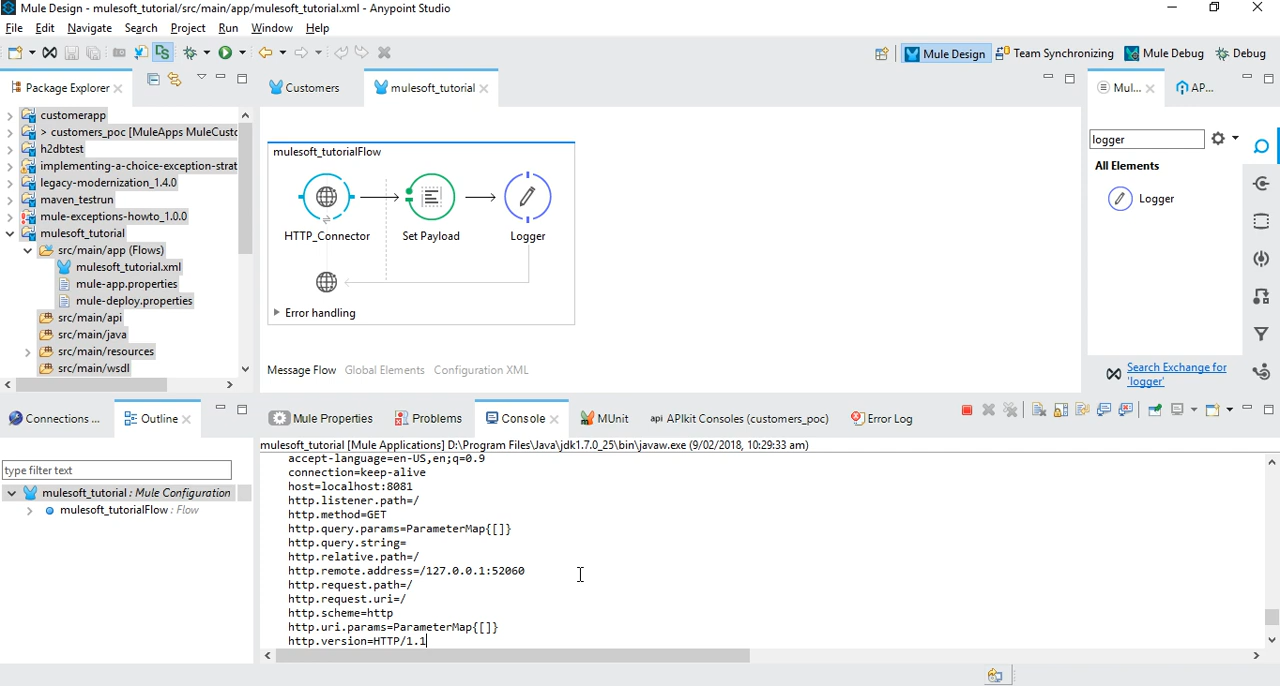 Mule Design - mulesoft_tutorial/src/main/app/mulesoft_tutorial.xml - Anypoint Studio
File Edit Navigate Search Project Run Window Help
Mule Design Team Synchronizing Mule Debug Debug
Package Explorer
Customers
mulesoft_tutorial
Mul...
AP...
customerapp
> customers_poc [MuleApps MuleCustc
h2dbtest
implementing-a-choice-exception-strat
legacy-modernization_1.4.0
maven_testrun
mule-exceptions-howto_1.0.0
mulesoft_tutorial
src/main/app (Flows)
mulesoft_tutorial.xml
mule-app.properties
mule-deploy.properties
src/main/api
src/main/java
src/main/resources
src/main/wsdl
mulesoft_tutorialFlow
HTTP_Connector
Set Payload
Logger
Error handling
Message Flow Global Elements Configuration XML
logger
All Elements
Logger
Search Exchange for
'logger'
Connections ...
Outline
type filter text
mulesoft_tutorial : Mule Configuration
mulesoft_tutorialFlow : Flow
Mule Properties Problems Console MUnit api APIkit Consoles (customers_poc) Error Log
mulesoft_tutorial [Mule Applications] D:\Program Files\Java\jdk1.7.0_25\bin\javaw.exe (9/02/2018, 10:29:33 am)
accept-language=en-US,en;q=0.9
connection=keep-alive
host=localhost:8081
http.listener.path=/
http.method=GET
http.query.params=ParameterMap{[]}
http.query.string=
http.relative.path=/
http.remote.address=/127.0.0.1:52060
http.request.path=/
http.request.uri=/
http.scheme=http
http.uri.params=ParameterMap{[]}
http.version=HTTP/1.1